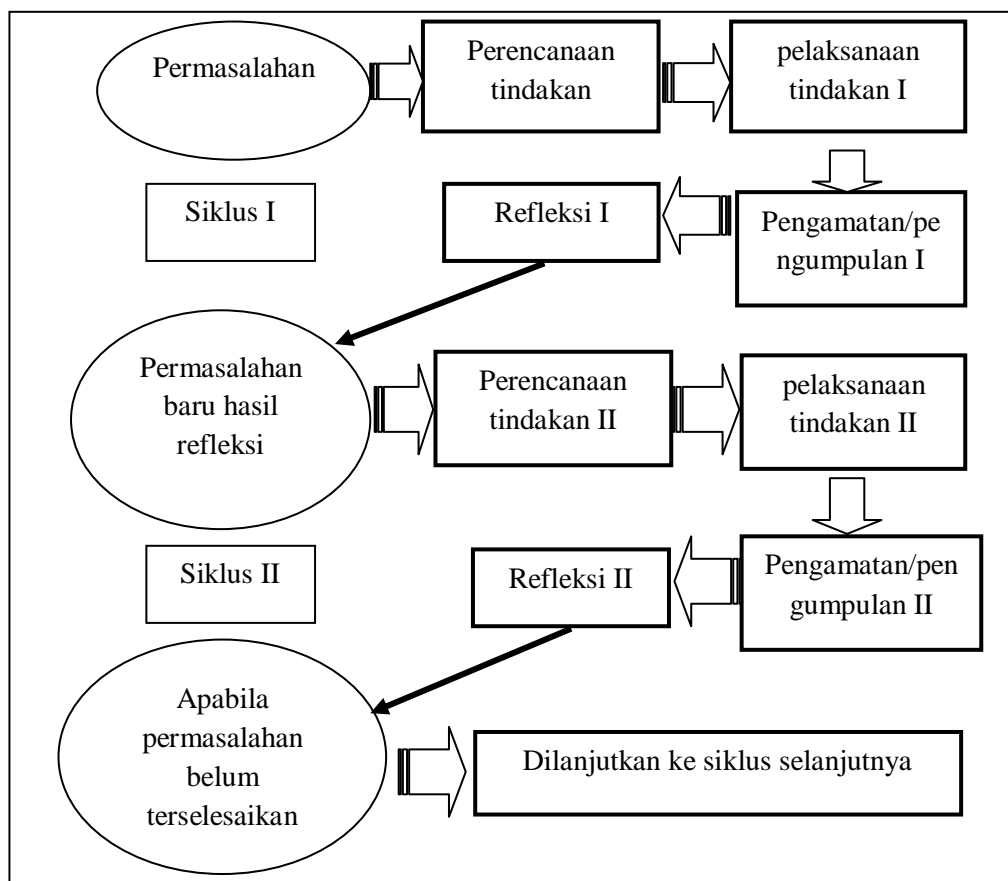 Permasalahan
Perencanaan
tindakan
pelaksanaan
tindakan I
Siklus I
Refleksi I
Pengamatan/pe
ngumpulan I
Permasalahan
baru hasil
refleksi
Perencanaan
tindakan II
pelaksanaan
tindakan II
Siklus II
Refleksi II
Pengamatan/pen
gumpulan II
Apabila
permasalahan
belum
terselesaikan
Dilanjutkan ke siklus selanjutnya